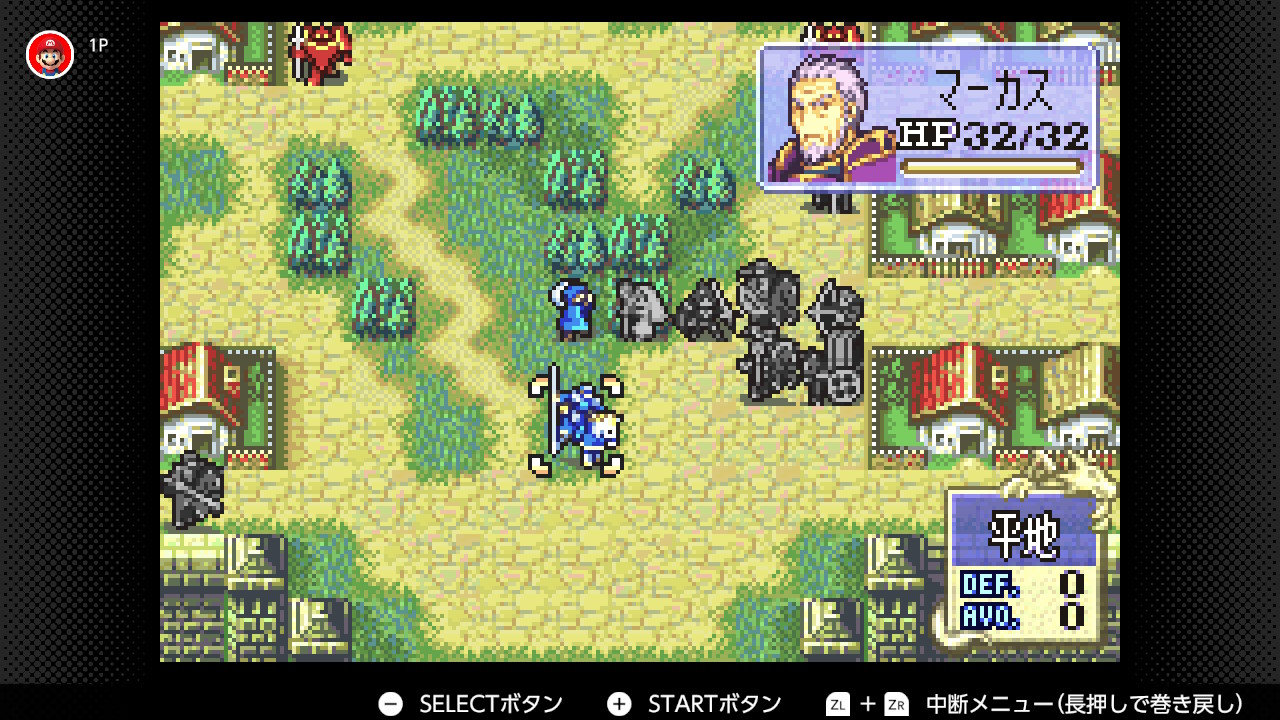 1P
マーカス
HP 32/32
平地
DEF. 0
AVO. 0
SELECTボタン
STARTボタン
ZL + ZR 中断メニュー(長押しで巻き戻し)